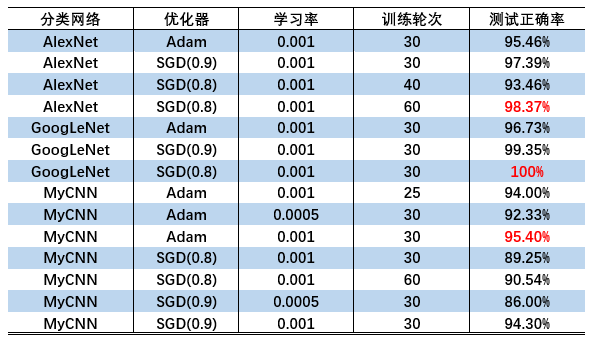 分类网络 优化器 学习率 训练轮次 测试正确率
AlexNet Adam 0.001 30 95.46%
AlexNet SGD(0.9) 0.001 30 97.39%
AlexNet SGD(0.8) 0.001 40 93.46%
AlexNet SGD(0.8) 0.001 60 98.37%
GoogLeNet Adam 0.001 30 96.73%
GoogLeNet SGD(0.9) 0.001 30 99.35%
GoogLeNet SGD(0.8) 0.001 30 100%
MyCNN Adam 0.001 25 94.00%
MyCNN Adam 0.0005 30 92.33%
MyCNN Adam 0.001 30 95.40%
MyCNN SGD(0.8) 0.001 30 89.25%
MyCNN SGD(0.8) 0.001 60 90.54%
MyCNN SGD(0.9) 0.0005 30 86.00%
MyCNN SGD(0.9) 0.001 30 94.30%